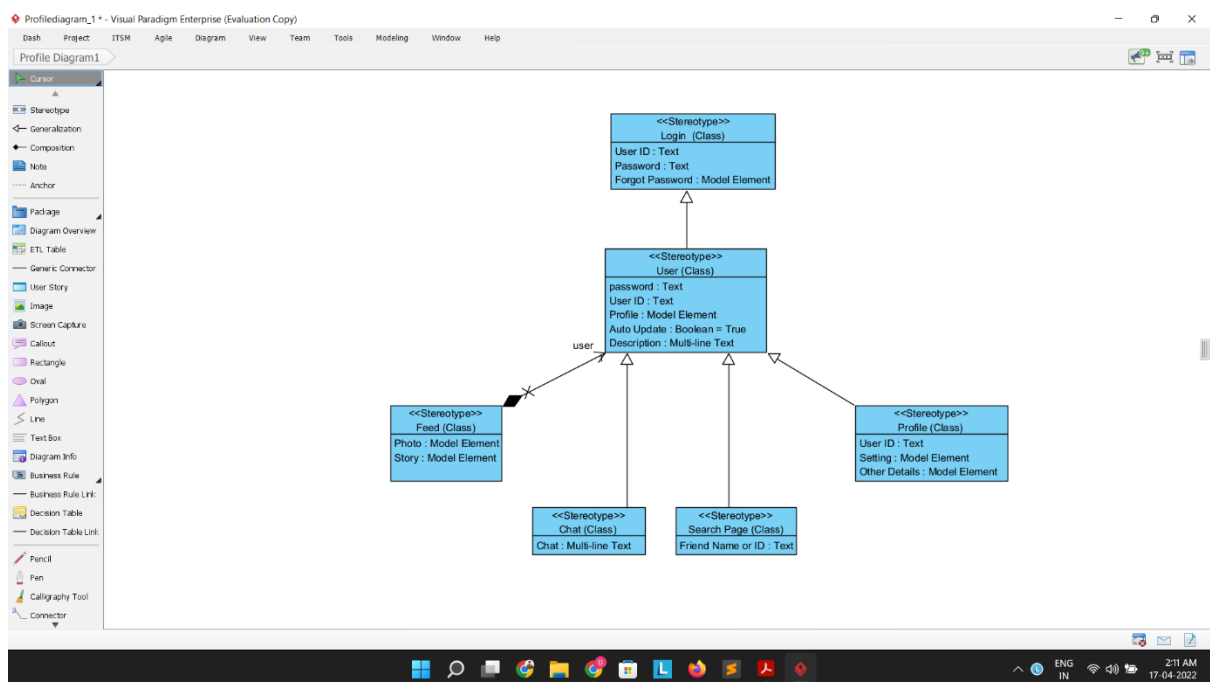 Profilediagram_1 * - Visual Paradigm Enterprise (Evaluation Copy)
Dash Project ITSM Agile Diagram View Team Tools Modeling Window Help
Profile Diagram1
Cursor
<<>> Stereotype
Generalization
Composition
Note
Anchor
Package
Diagram Overview
ETL Table
Generic Connector
User Story
Image
Screen Capture
Callout
Rectangle
Oval
Polygon
Line
Text Box
Diagram Info
Business Rule
Business Rule Link
Decision Table
Decision Table Link
Pencil
Pen
Calligraphy Tool
Connector
<<Stereotype>>
Login (Class)
User ID : Text
Password : Text
Forgot Password : Model Element
<<Stereotype>>
User (Class)
password : Text
User ID : Text
Profile : Model Element
Auto Update : Boolean = True
Description : Multi-line Text
user
<<Stereotype>>
Feed (Class)
Photo : Model Element
Story : Model Element
<<Stereotype>>
Profile (Class)
User ID : Text
Setting : Model Element
Other Details : Model Element
<<Stereotype>>
Chat (Class)
Chat : Multi-line Text
<<Stereotype>>
Search Page (Class)
Friend Name or ID : Text
L
S
ENG
IN
2:11 AM
17-04-2022